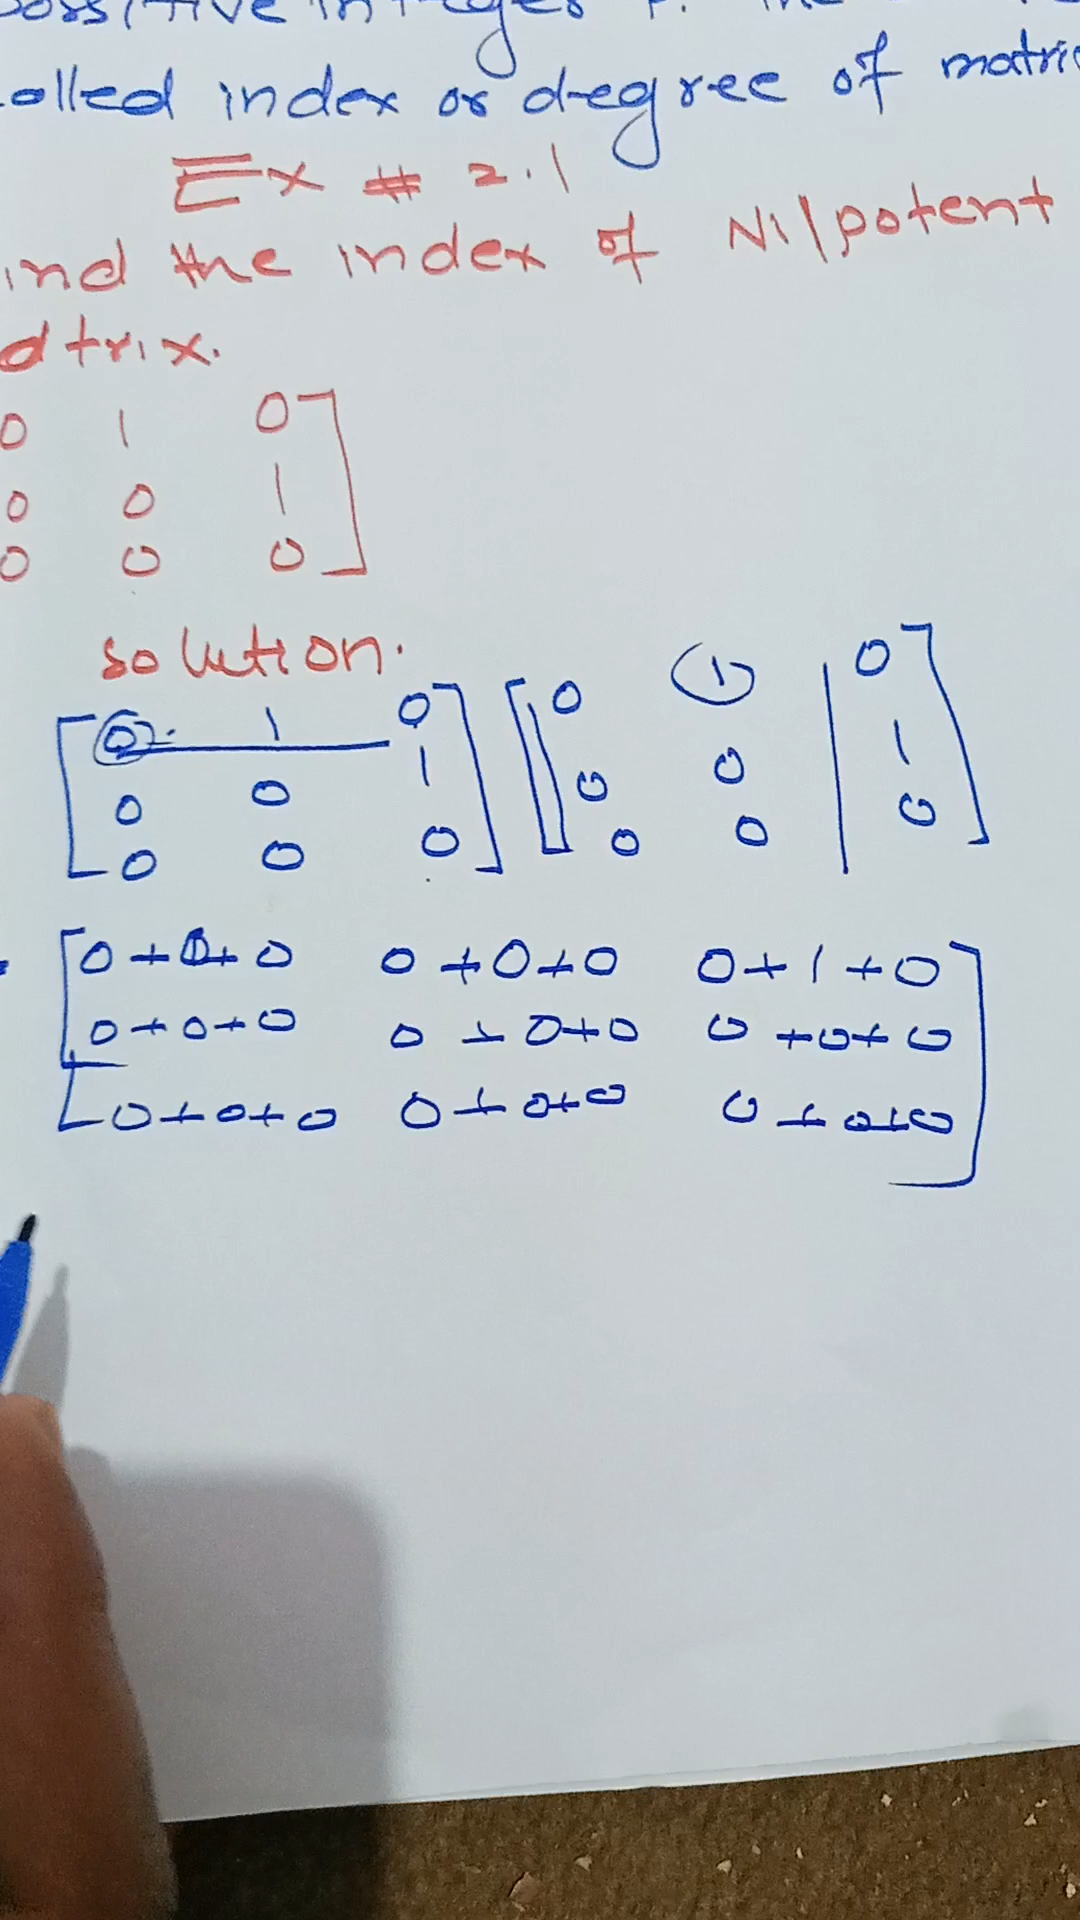 olled index or degree of matri
Ex # 2.1
ind the index of Nilpotent
atrix.
0 1 0
0 0 1
0 0 0
solution.
0 1 0 0 1 0
0 0 1 0 0 1
0 0 0 0 0 0
= 0+0+0 0+0+0 0+1+0
0+0+0 0+0+0 0+0+0
0+0+0 0+0+0 0+0+0